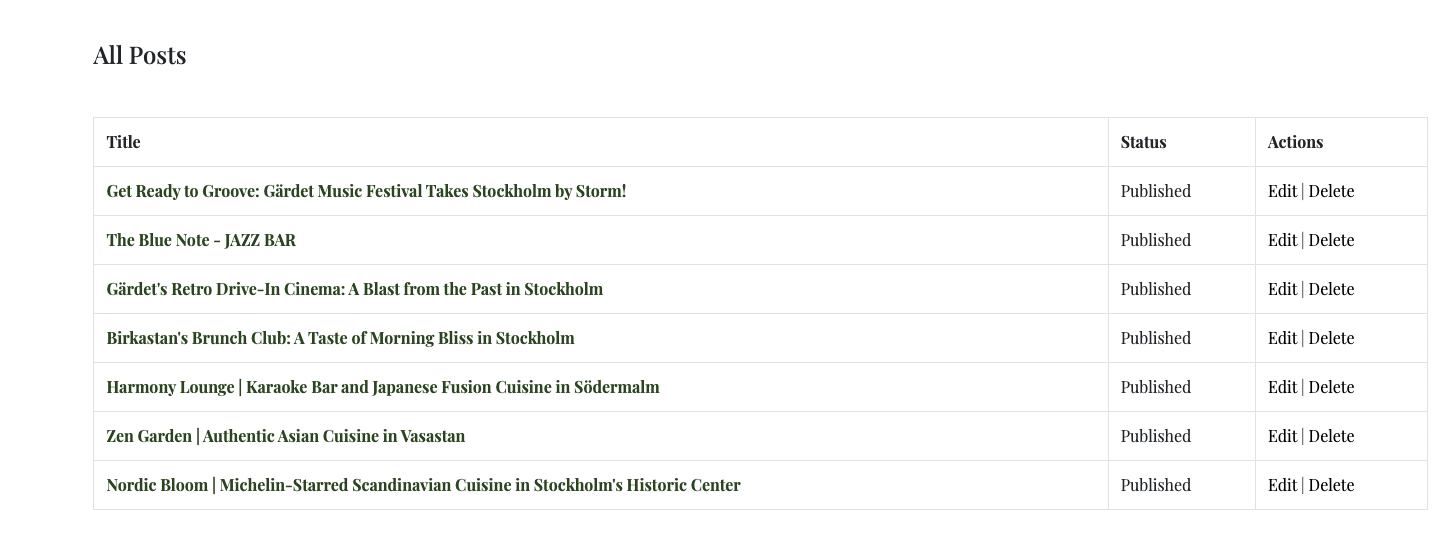 All Posts
Title Status Actions
Get Ready to Groove: Gärdet Music Festival Takes Stockholm by Storm! Published Edit | Delete
The Blue Note - JAZZ BAR Published Edit | Delete
Gärdet's Retro Drive-In Cinema: A Blast from the Past in Stockholm Published Edit | Delete
Birkastan's Brunch Club: A Taste of Morning Bliss in Stockholm Published Edit | Delete
Harmony Lounge | Karaoke Bar and Japanese Fusion Cuisine in Södermalm Published Edit | Delete
Zen Garden | Authentic Asian Cuisine in Vasastan Published Edit | Delete
Nordic Bloom | Michelin-Starred Scandinavian Cuisine in Stockholm's Historic Center Published Edit | Delete